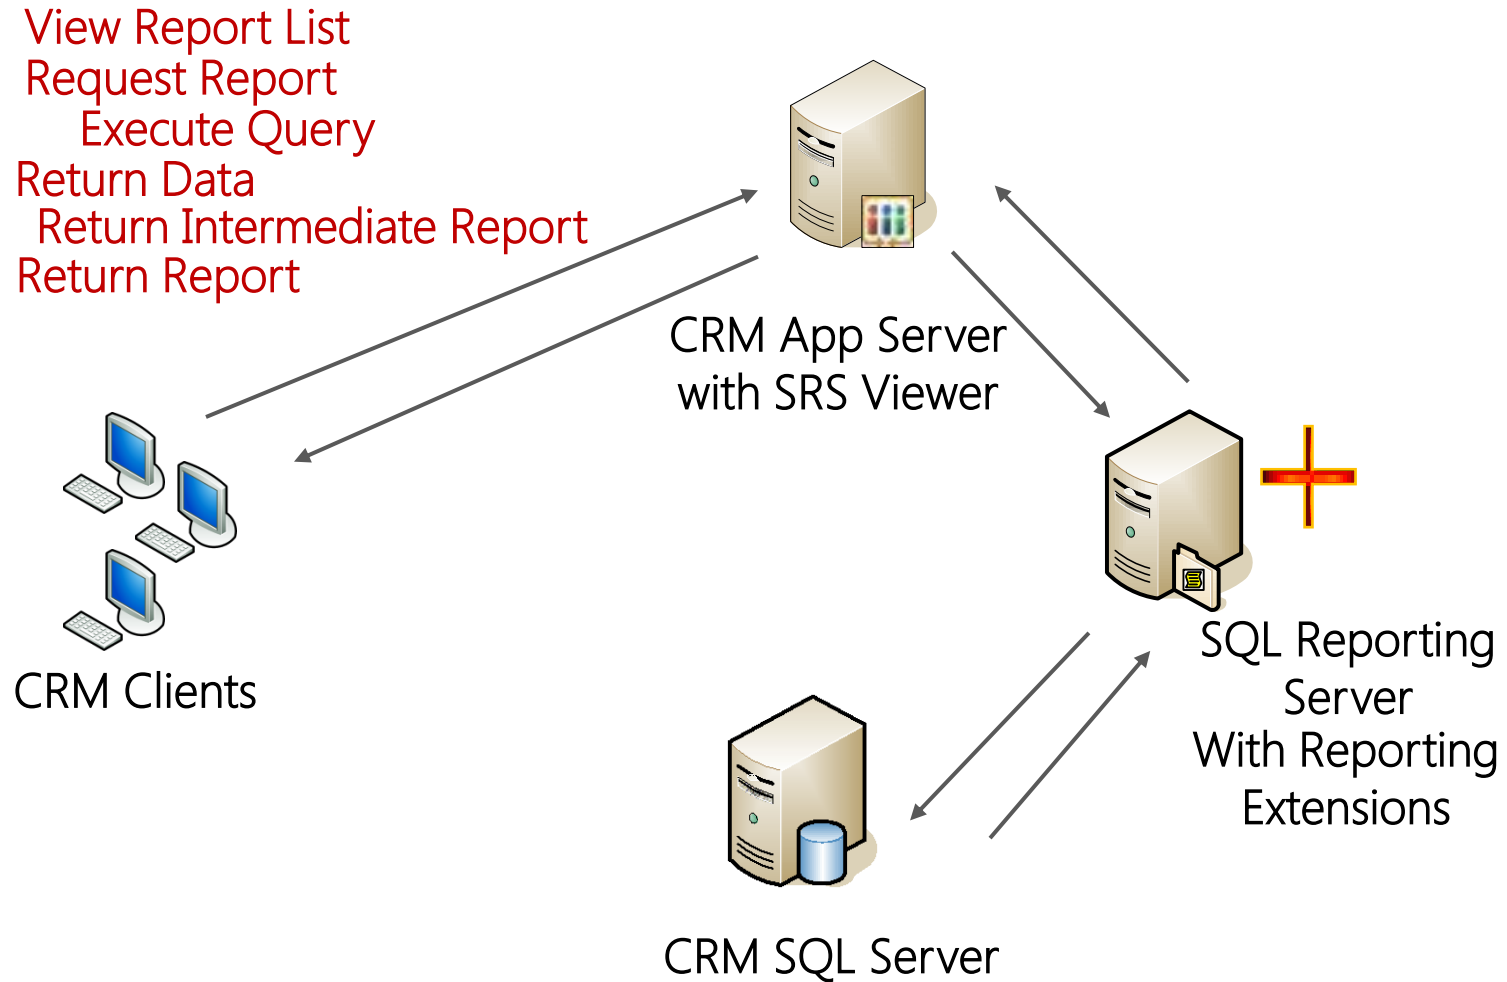 View Report List
Request Report
Execute Query
Return Data
Return Intermediate Report
Return Report
CRM App Server
with SRS Viewer
CRM Clients
SQL Reporting
Server
With Reporting
Extensions
CRM SQL Server